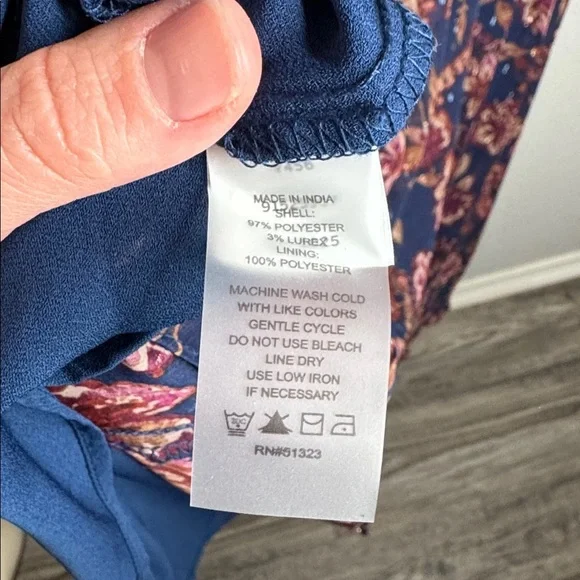 MADE IN INDIA
SHELL:
97% POLYESTER
3% LUREX
LINING:
100% POLYESTER
MACHINE WASH COLD
WITH LIKE COLORS
GENTLE CYCLE
DO NOT USE BLEACH
LINE DRY
USE LOW IRON
IF NECESSARY
RN#51323